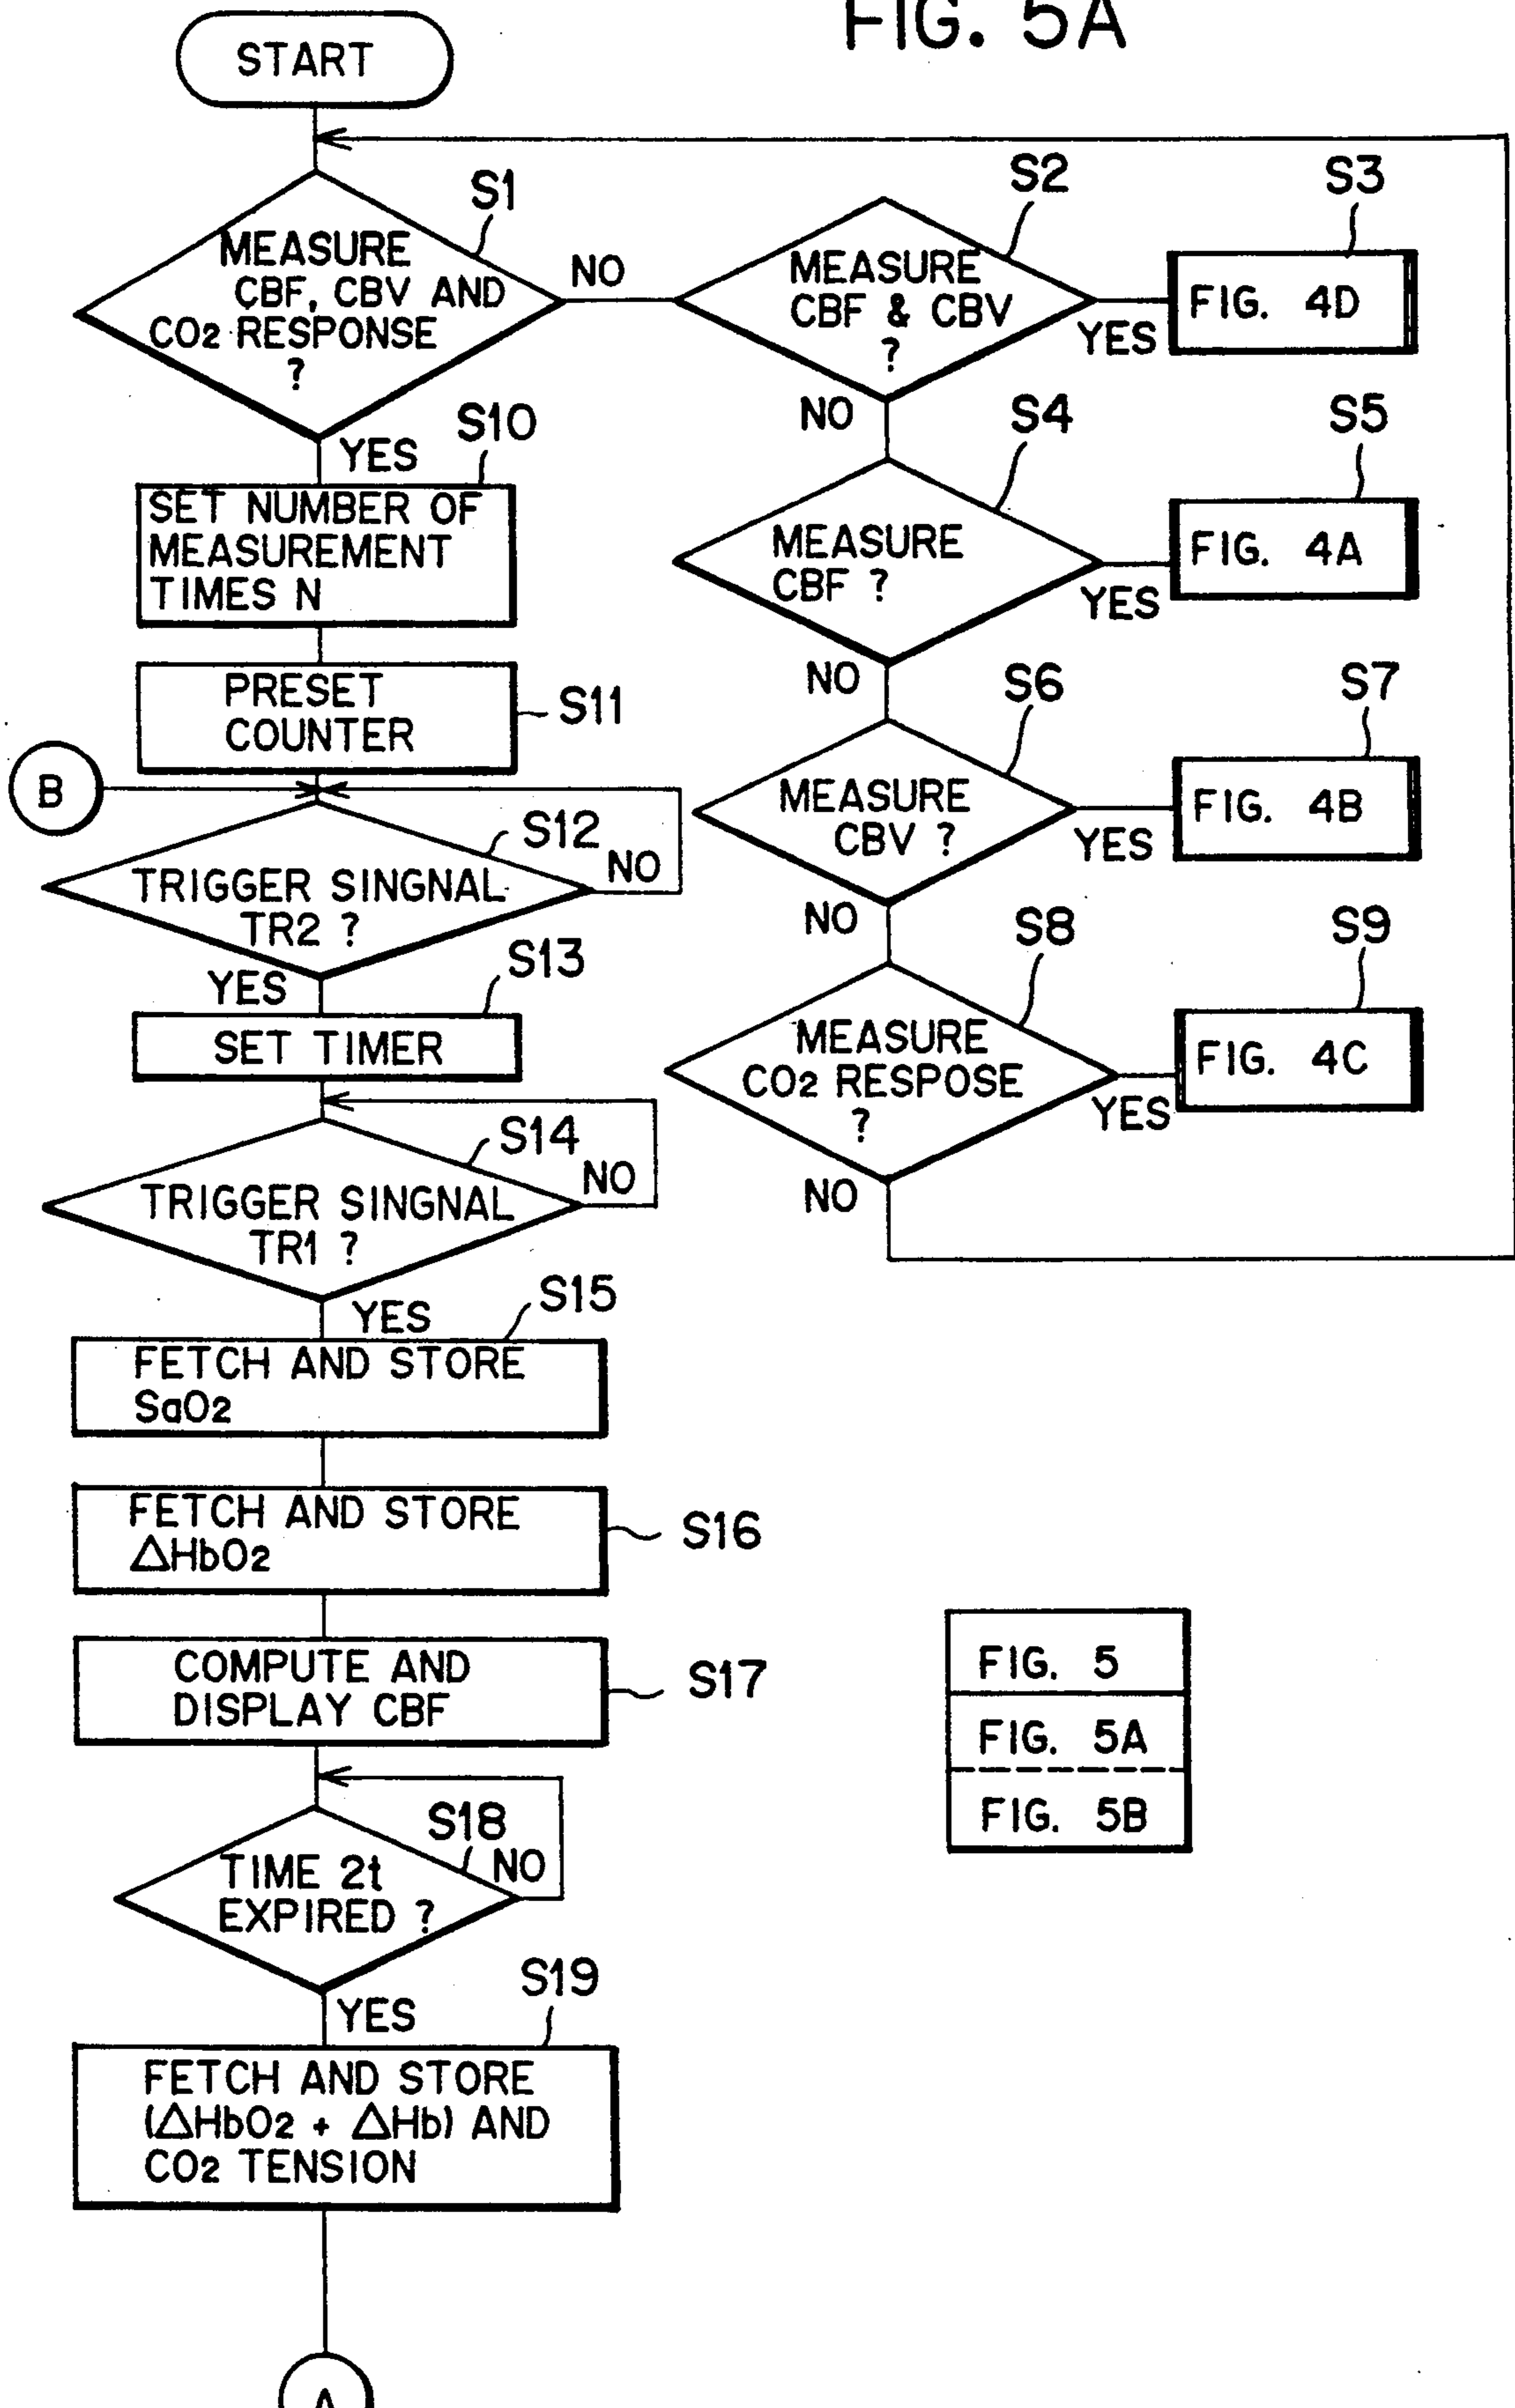 FIG. 5A
START
S1
MEASURE
CBF, CBV AND
CO2 RESPONSE
?
NO
YES
S2
MEASURE
CBF & CBV
?
YES
NO
S3
FIG. 4D
S4
MEASURE
CBF ?
YES
NO
S5
FIG. 4A
S6
MEASURE
CBV ?
YES
NO
S7
FIG. 4B
S8
MEASURE
CO2 RESPOSE
?
YES
NO
S9
FIG. 4C
S10
SET NUMBER OF
MEASUREMENT
TIMES N
PRESET
COUNTER
S11
B
S12
TRIGGER SINGNAL
TR2 ?
NO
YES
S13
SET TIMER
S14
TRIGGER SINGNAL
TR1 ?
NO
YES
S15
FETCH AND STORE
SaO2
FETCH AND STORE
△HbO2
S16
COMPUTE AND
DISPLAY CBF
S17
S18
TIME 2t
EXPIRED ?
NO
YES
S19
FETCH AND STORE
(△HbO2 + △Hb) AND
CO2 TENSION
A
FIG. 5
FIG. 5A
FIG. 5B